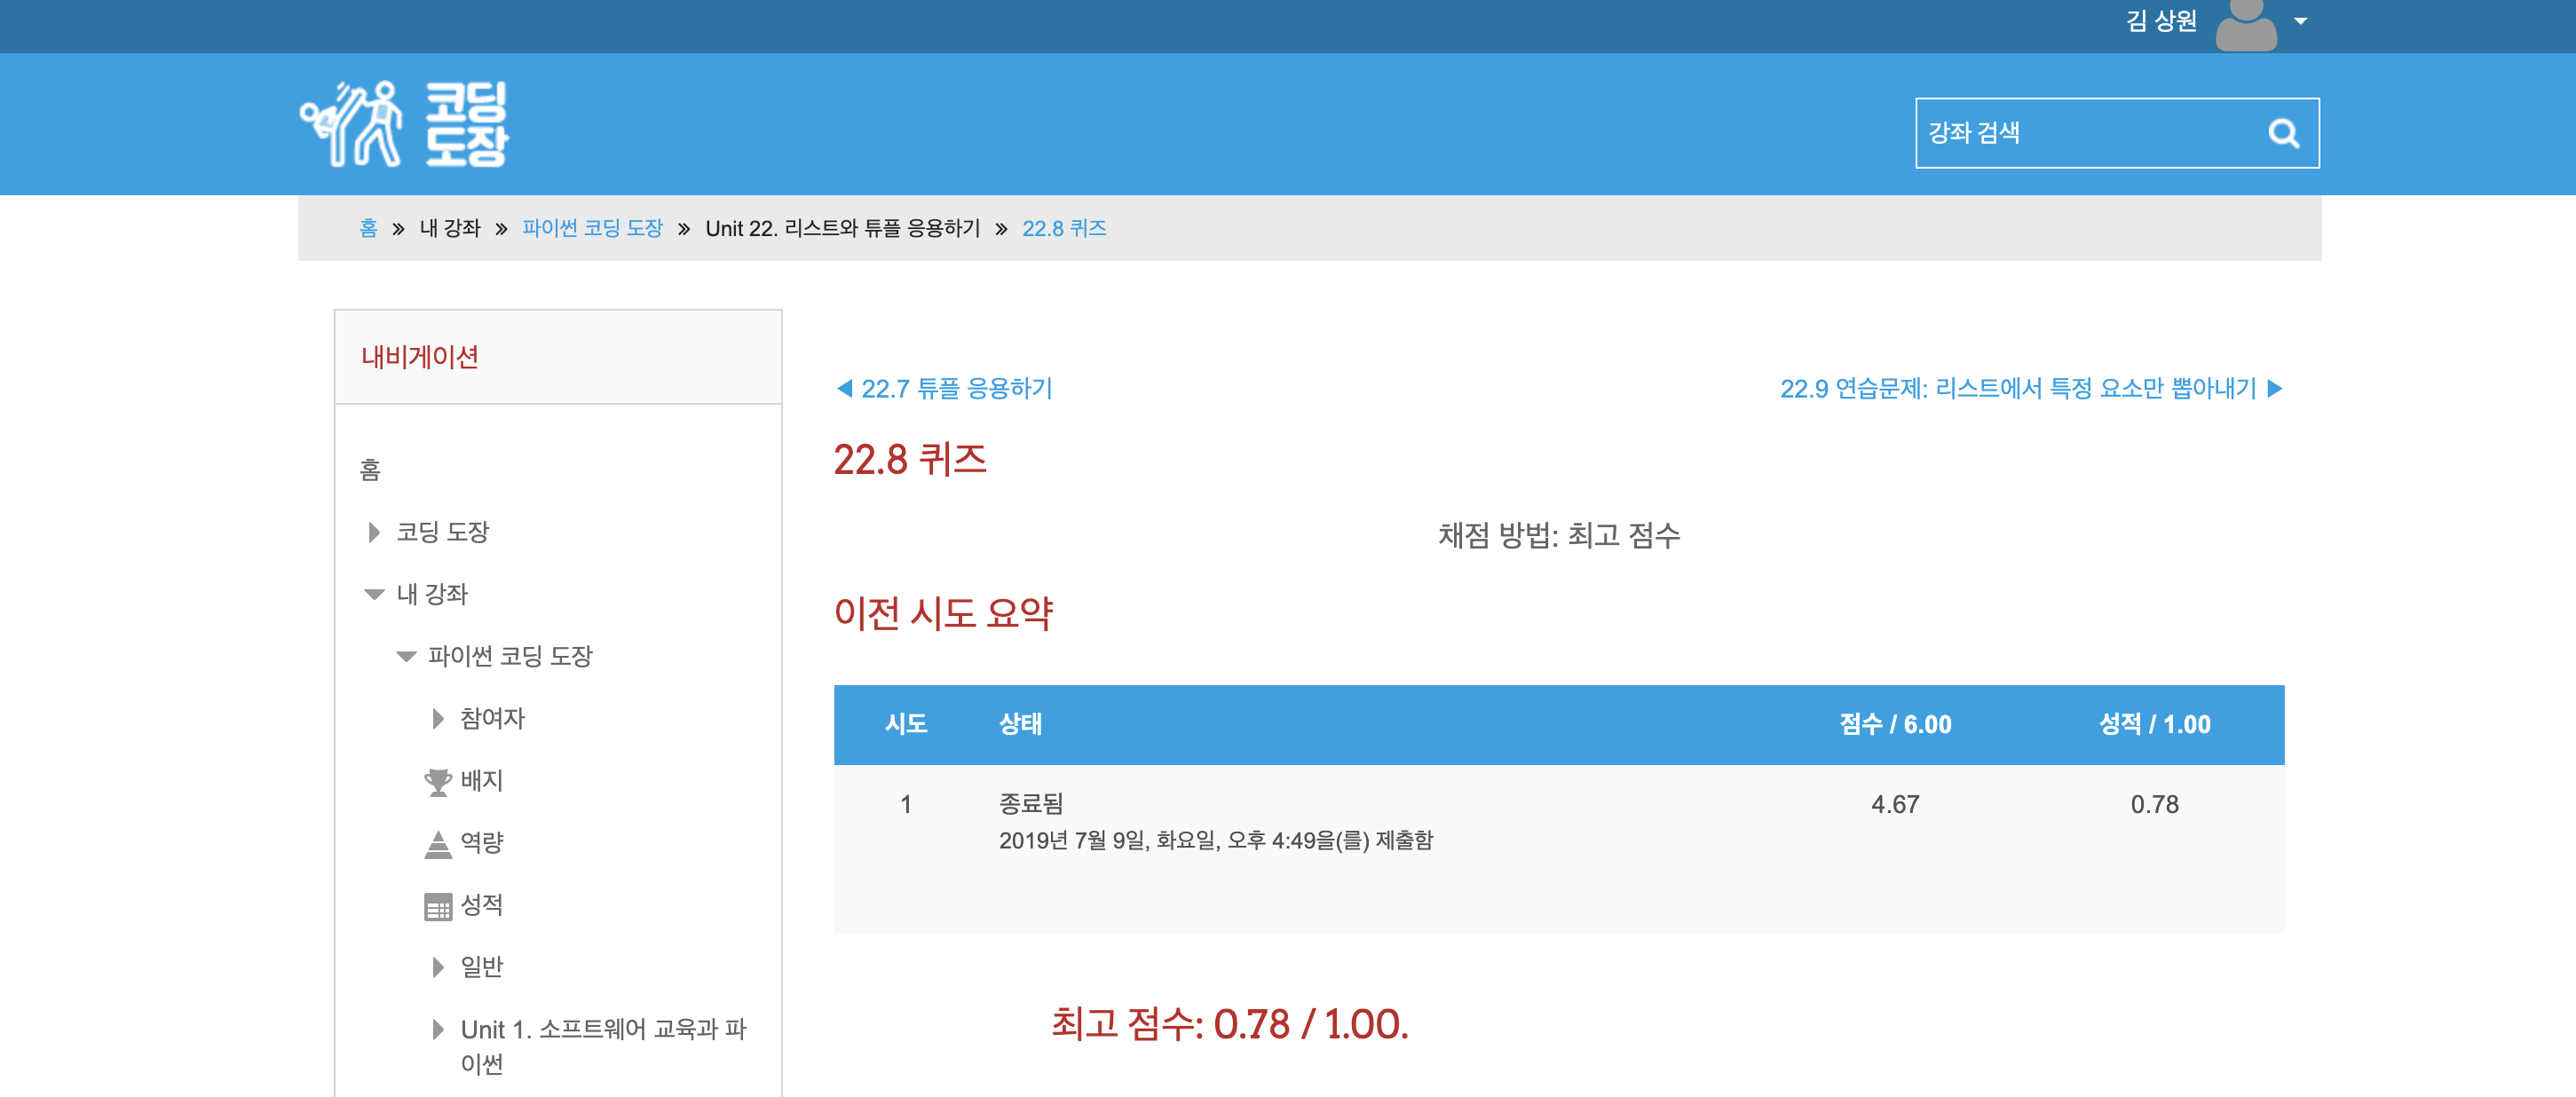 김 상원
코딩
도장
강좌 검색
홈 » 내 강좌 » 파이썬 코딩 도장 » Unit 22. 리스트와 튜플 응용하기 » 22.8 퀴즈
내비게이션
홈
코딩 도장
내 강좌
파이썬 코딩 도장
참여자
배지
역량
성적
일반
Unit 1. 소프트웨어 교육과 파
이썬
◀ 22.7 튜플 응용하기
22.9 연습문제: 리스트에서 특정 요소만 뽑아내기 ▶
22.8 퀴즈
채점 방법: 최고 점수
이전 시도 요약
시도 상태 점수 / 6.00 성적 / 1.00
1 종료됨 4.67 0.78
2019년 7월 9일, 화요일, 오후 4:49을(를) 제출함
최고 점수: 0.78 / 1.00.